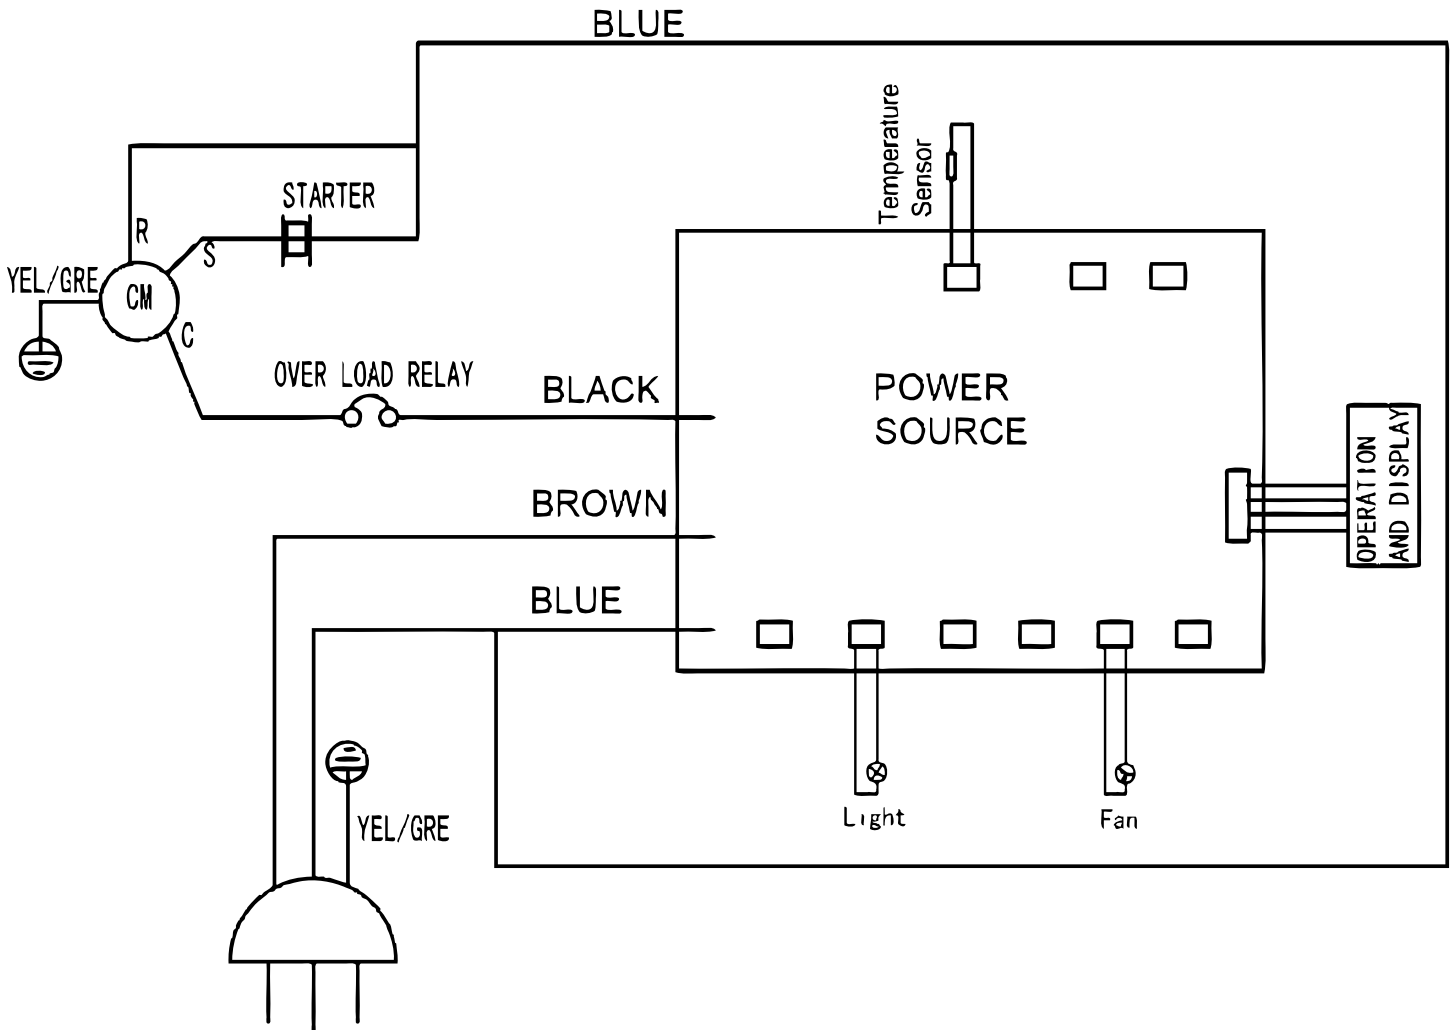 BLUE
Temperature
Sensor
STARTER
R
S
YEL/GRE
CM
C
OVER LOAD RELAY
BLACK
POWER
SOURCE
OPERATION
AND DISPLAY
BROWN
BLUE
Light
Fan
YEL/GRE